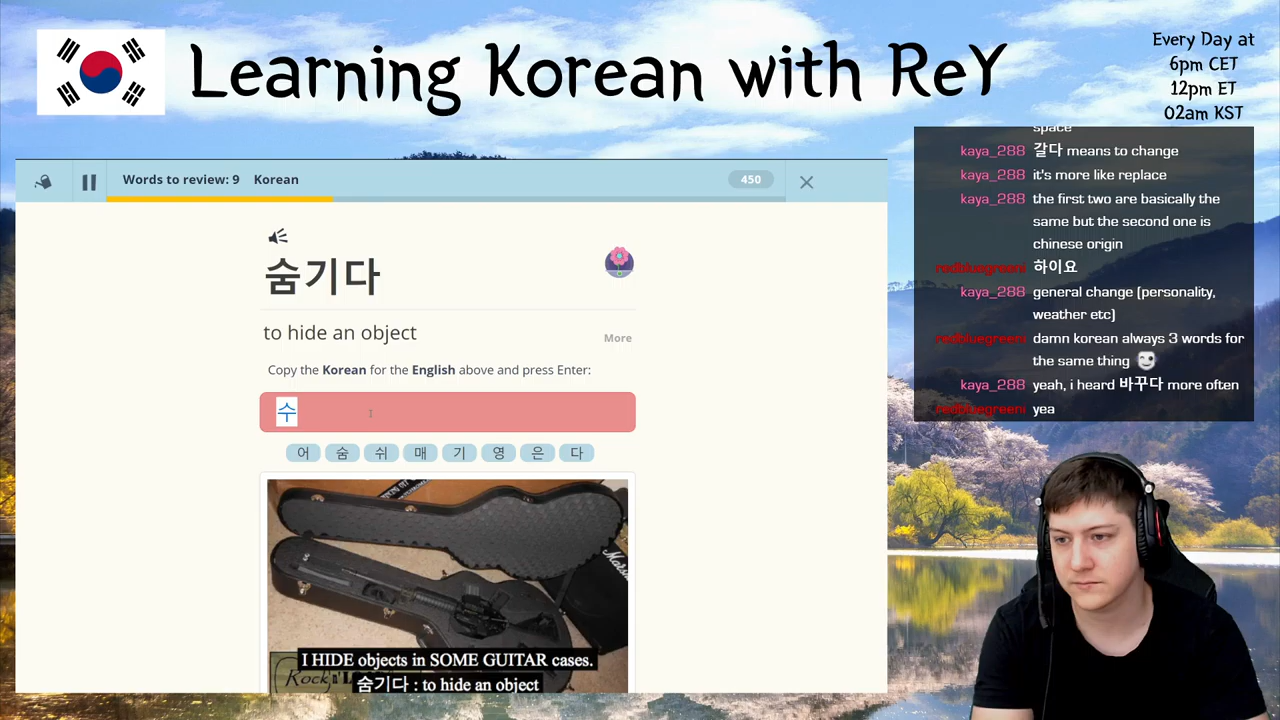 Learning Korean with ReY
Every Day at
6pm CET
12pm ET
02am KST
Words to review: 9 Korean
450
숨기다
to hide an object
More
Copy the Korean for the English above and press Enter:
수
어 숨 쉬 매 기 영 은 다
I HIDE objects in SOME GUITAR cases.
숨기다 : to hide an object
space
kaya_288 갈다 means to change
kaya_288 it's more like replace
kaya_288 the first two are basically the
same but the second one is
chinese origin
redbluegreeni 하이요
kaya_288 general change (personality,
weather etc)
redbluegreeni damn korean always 3 words for
the same thing
kaya_288 yeah, i heard 바꾸다 more often
redbluegreeni yea